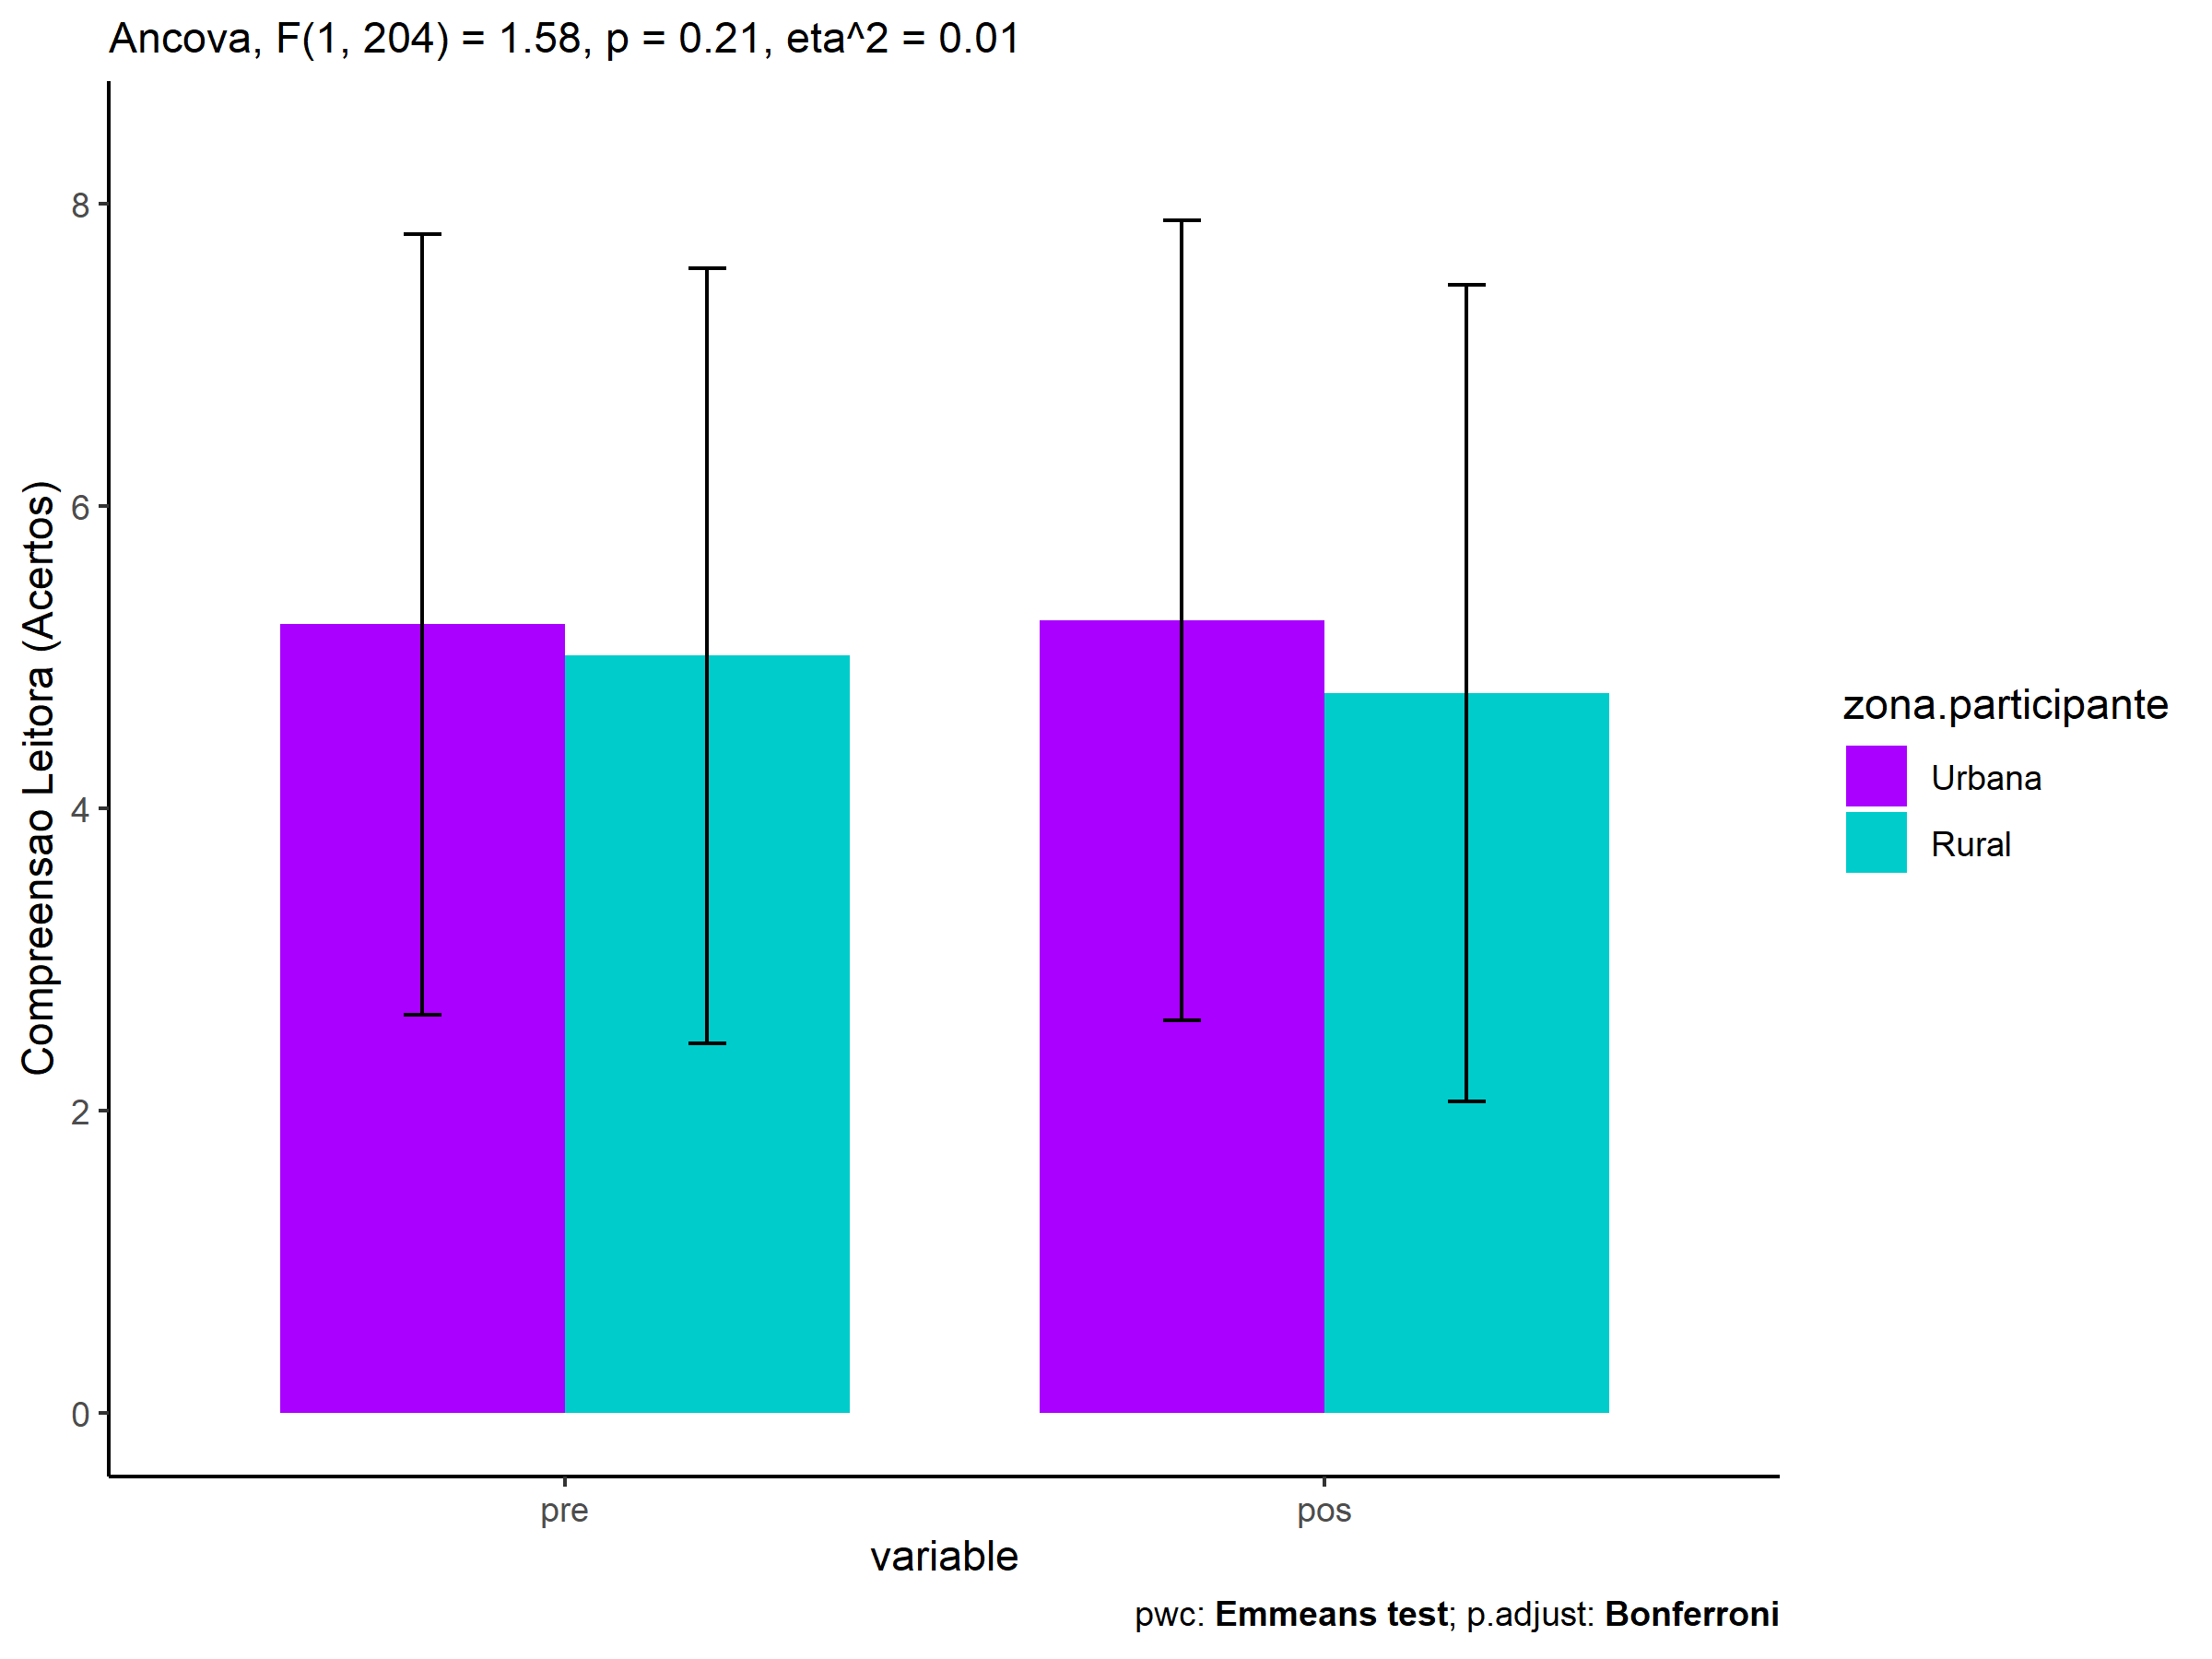 Ancova, F(1, 204) = 1.58, p = 0.21, eta^2 = 0.01
Compreensao Leitora (Acertos)
8
6
4
2
0
pre
pos
variable
zona.participante
Urbana
Rural
pwc: Emmeans test; p.adjust: Bonferroni